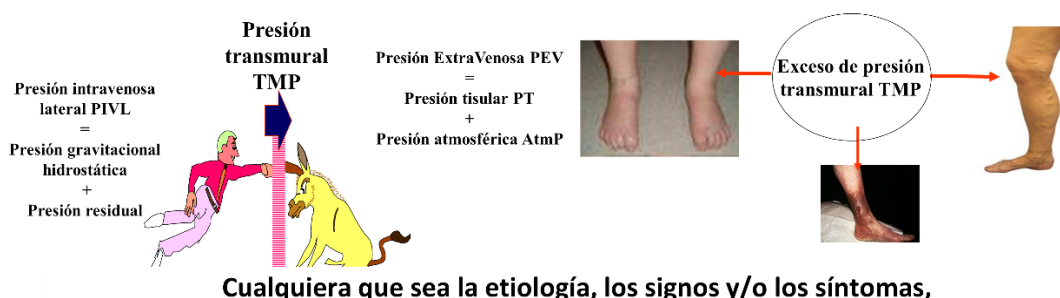 Presión intravenosa
lateral PIVL
=
Presión gravitacional
hidrostática
+
Presión residual
Presión
transmural
TMP
Presión ExtraVenosa PEV
=
Presión tisular PT
+
Presión atmosférica AtmP
Exceso de presión
transmural TMP
Cualquiera que sea la etiología, los signos y/o los síntomas,